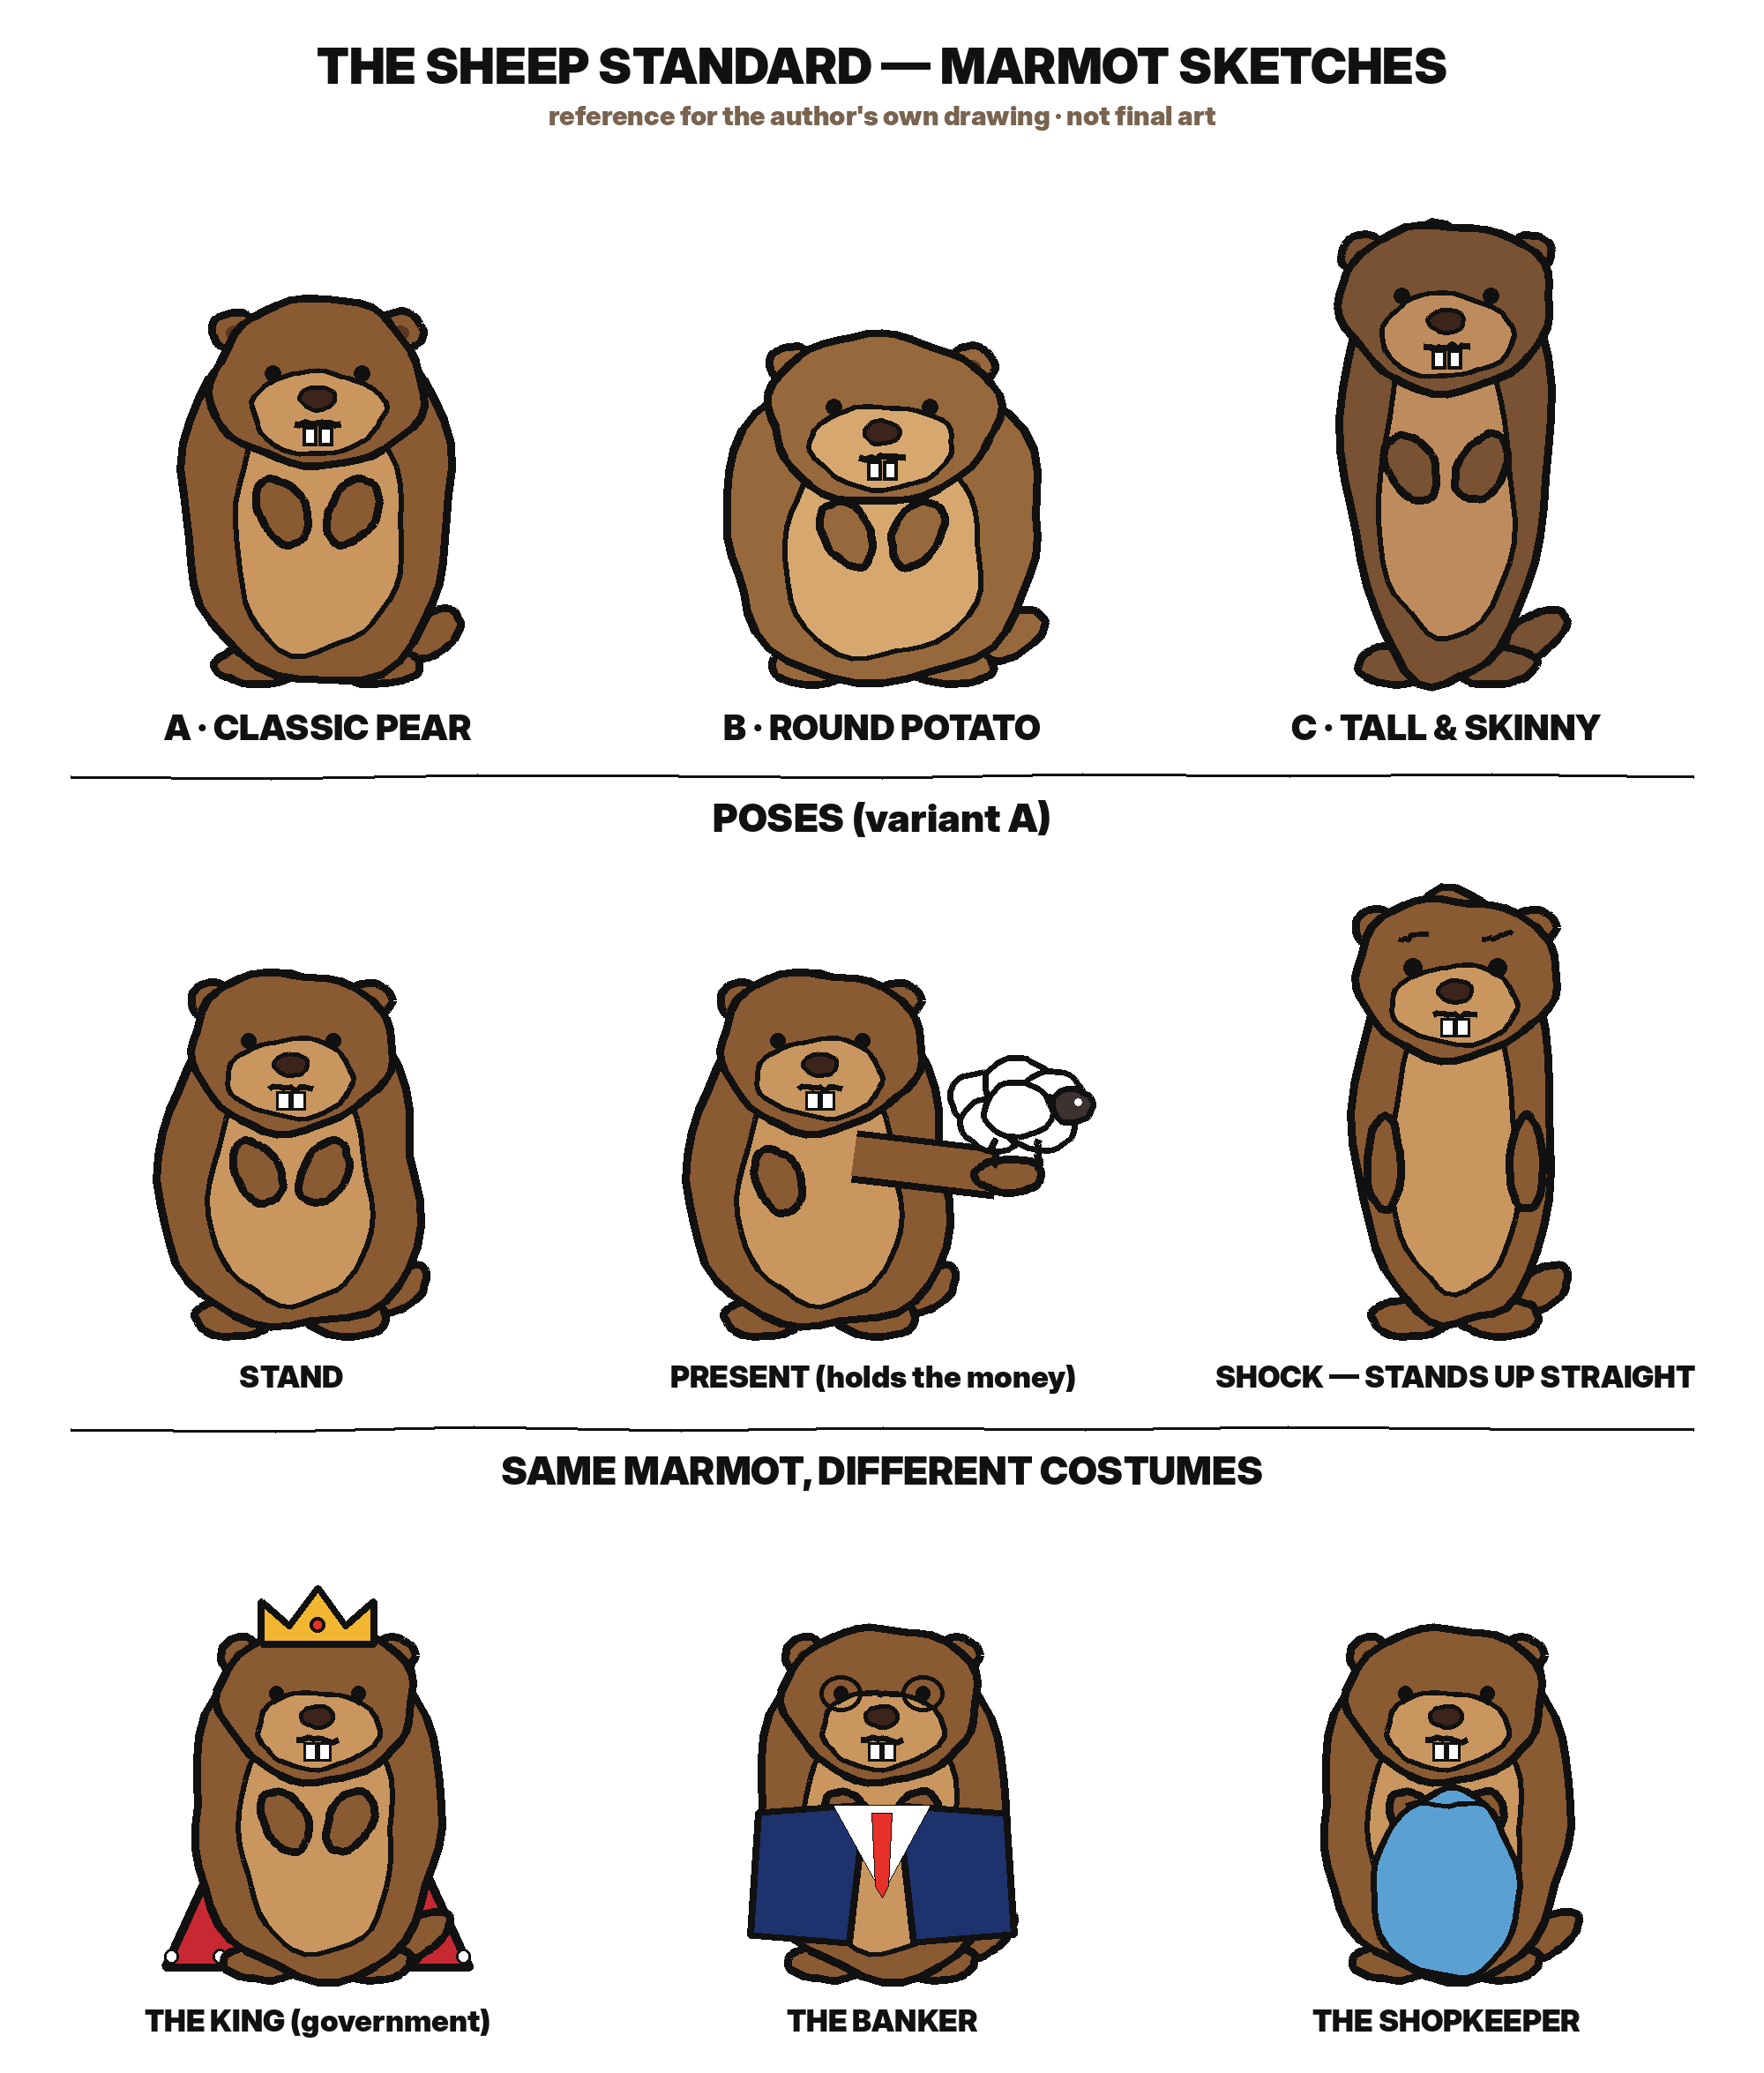 THE SHEEP STANDARD — MARMOT SKETCHES
reference for the author's own drawing · not final art
A · CLASSIC PEAR
B · ROUND POTATO
C · TALL & SKINNY
POSES (variant A)
STAND
PRESENT (holds the money)
SHOCK — STANDS UP STRAIGHT
SAME MARMOT, DIFFERENT COSTUMES
THE KING (government)
THE BANKER
THE SHOPKEEPER